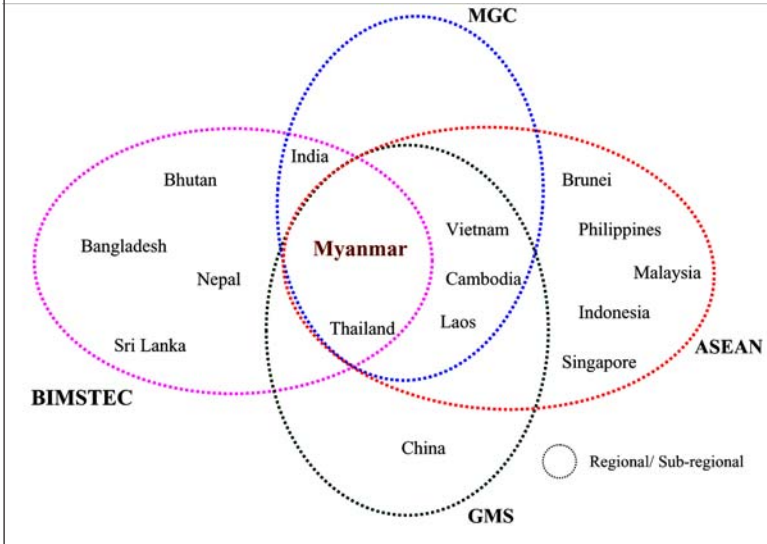 MGC
India
Bhutan
Brunei
Vietnam
Philippines
Bangladesh
Myanmar
Nepal
Cambodia
Malaysia
Indonesia
Laos
Thailand
Sri Lanka
Singapore
ASEAN
BIMSTEC
China
Regional/ Sub-regional
GMS